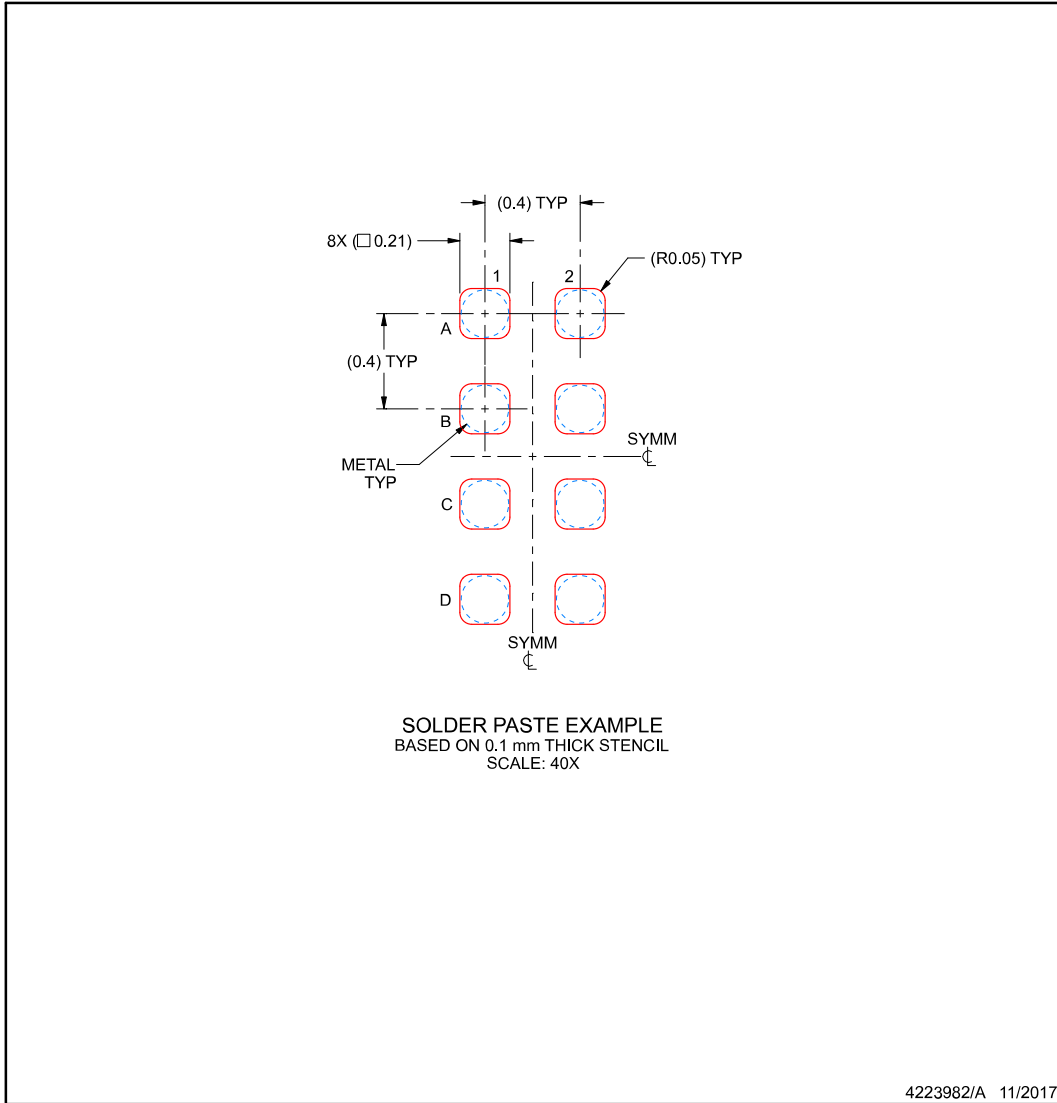 (0.4) TYP
8X (□ 0.21)
(R0.05) TYP
1
2
A
(0.4) TYP
B
SYMM
℄
METAL
TYP
C
D
SYMM
℄
SOLDER PASTE EXAMPLE
BASED ON 0.1 mm THICK STENCIL
SCALE: 40X
4223982/A 11/2017